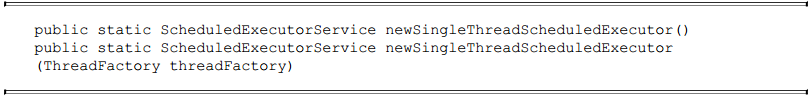 public static ScheduledExecutorService newSingleThreadScheduledExecutor()
public static ScheduledExecutorService newSingleThreadScheduledExecutor
(ThreadFactory threadFactory)